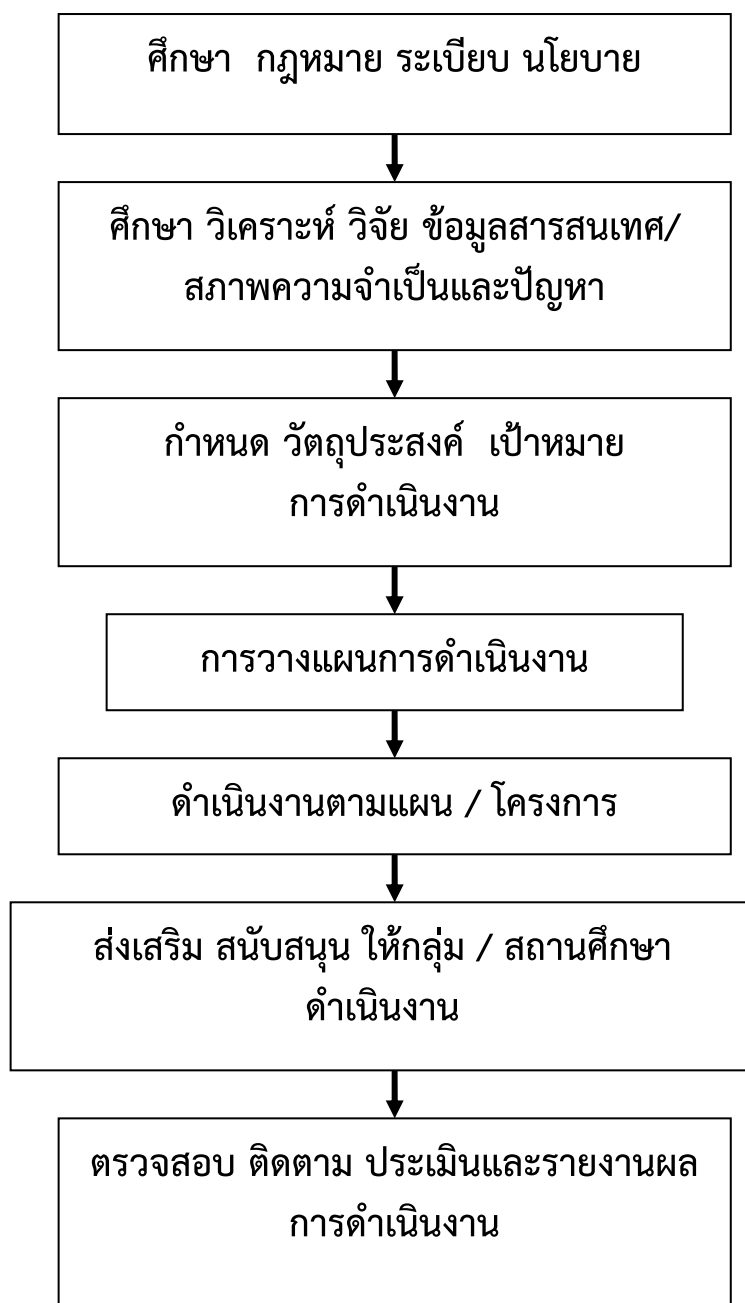 ศึกษา กฎหมาย ระเบียบ นโยบาย
ศึกษา วิเคราะห์ วิจัย ข้อมูลสารสนเทศ/
สภาพความจำเป็นและปัญหา
กำหนด วัตถุประสงค์ เป้าหมาย
การดำเนินงาน
การวางแผนการดำเนินงาน
ดำเนินงานตามแผน / โครงการ
ส่งเสริม สนับสนุน ให้กลุ่ม / สถานศึกษา
ดำเนินงาน
ตรวจสอบ ติดตาม ประเมินและรายงานผล
การดำเนินงาน